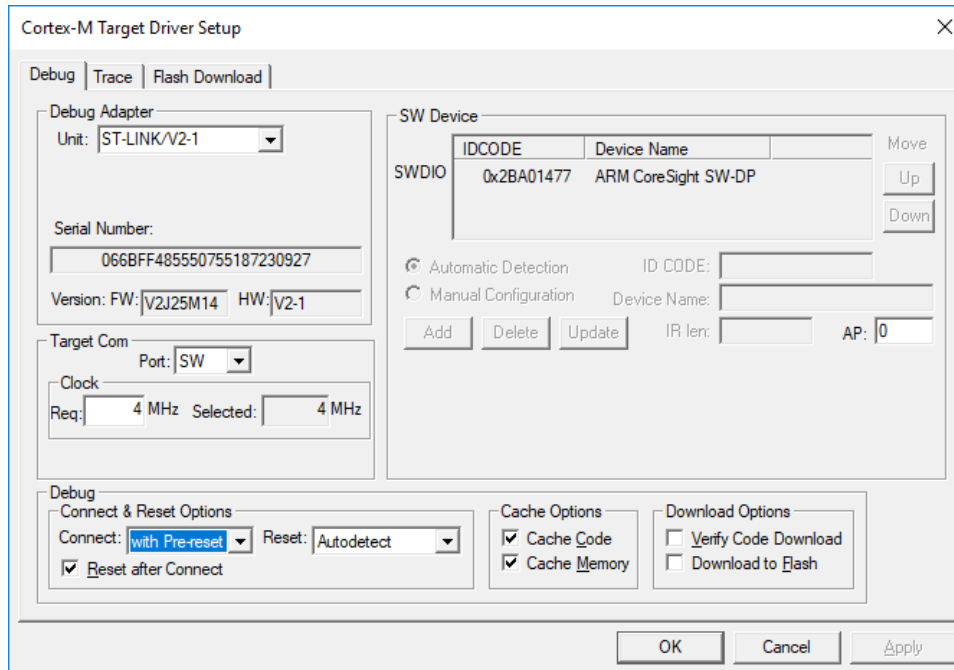 Cortex-M Target Driver Setup
Debug Trace Flash Download
Debug Adapter
Unit: ST-LINK/V2-1
Serial Number:
066BFF485550755187230927
Version: FW: V2J25M14 HW: V2-1
Target Com
Port: SW
Clock
Req: 4 MHz Selected: 4 MHz
SW Device
IDCODE Device Name
SWDIO 0x2BA01477 ARM CoreSight SW-DP
Move
Up
Down
Automatic Detection ID CODE:
Manual Configuration Device Name:
Add Delete Update IR len: AP: 0
Debug
Connect & Reset Options
Connect: with Pre-reset Reset: Autodetect
Reset after Connect
Cache Options
Cache Code
Cache Memory
Download Options
Verify Code Download
Download to Flash
OK Cancel Apply